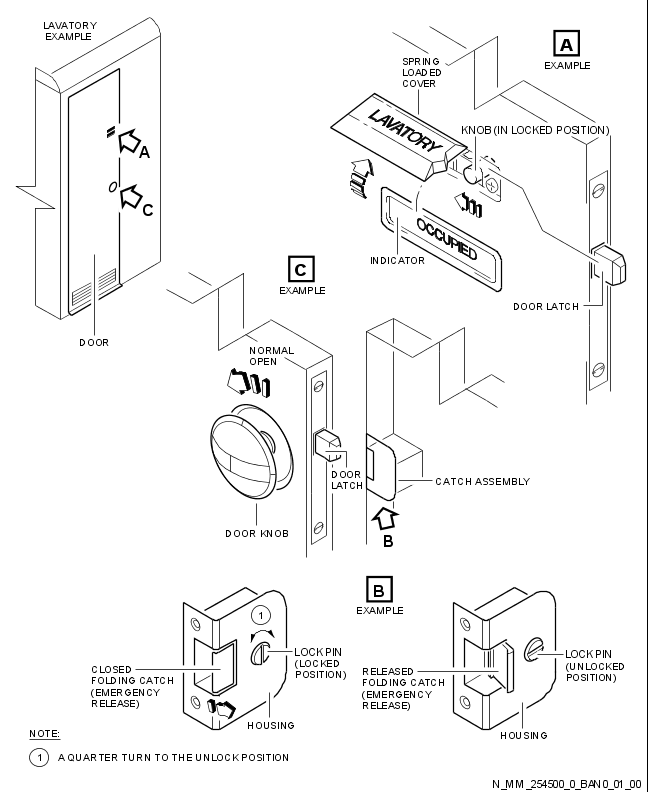 LAVATORY
EXAMPLE
A
C
DOOR
A
EXAMPLE
SPRING
LOADED
COVER
LAVATORY
KNOB (IN LOCKED POSITION)
OCCUPIED
INDICATOR
DOOR LATCH
C
EXAMPLE
NORMAL
OPEN
DOOR
LATCH
DOOR KNOB
CATCH ASSEMBLY
B
B
EXAMPLE
1
LOCK PIN
(LOCKED
POSITION)
CLOSED
FOLDING CATCH
(EMERGENCY
RELEASE)
HOUSING
LOCK PIN
(UNLOCKED
POSITION)
RELEASED
FOLDING CATCH
(EMERGENCY
RELEASE)
HOUSING
NOTE:
1 A QUARTER TURN TO THE UNLOCK POSITION
N_MM_254500_0_BAN0_01_00